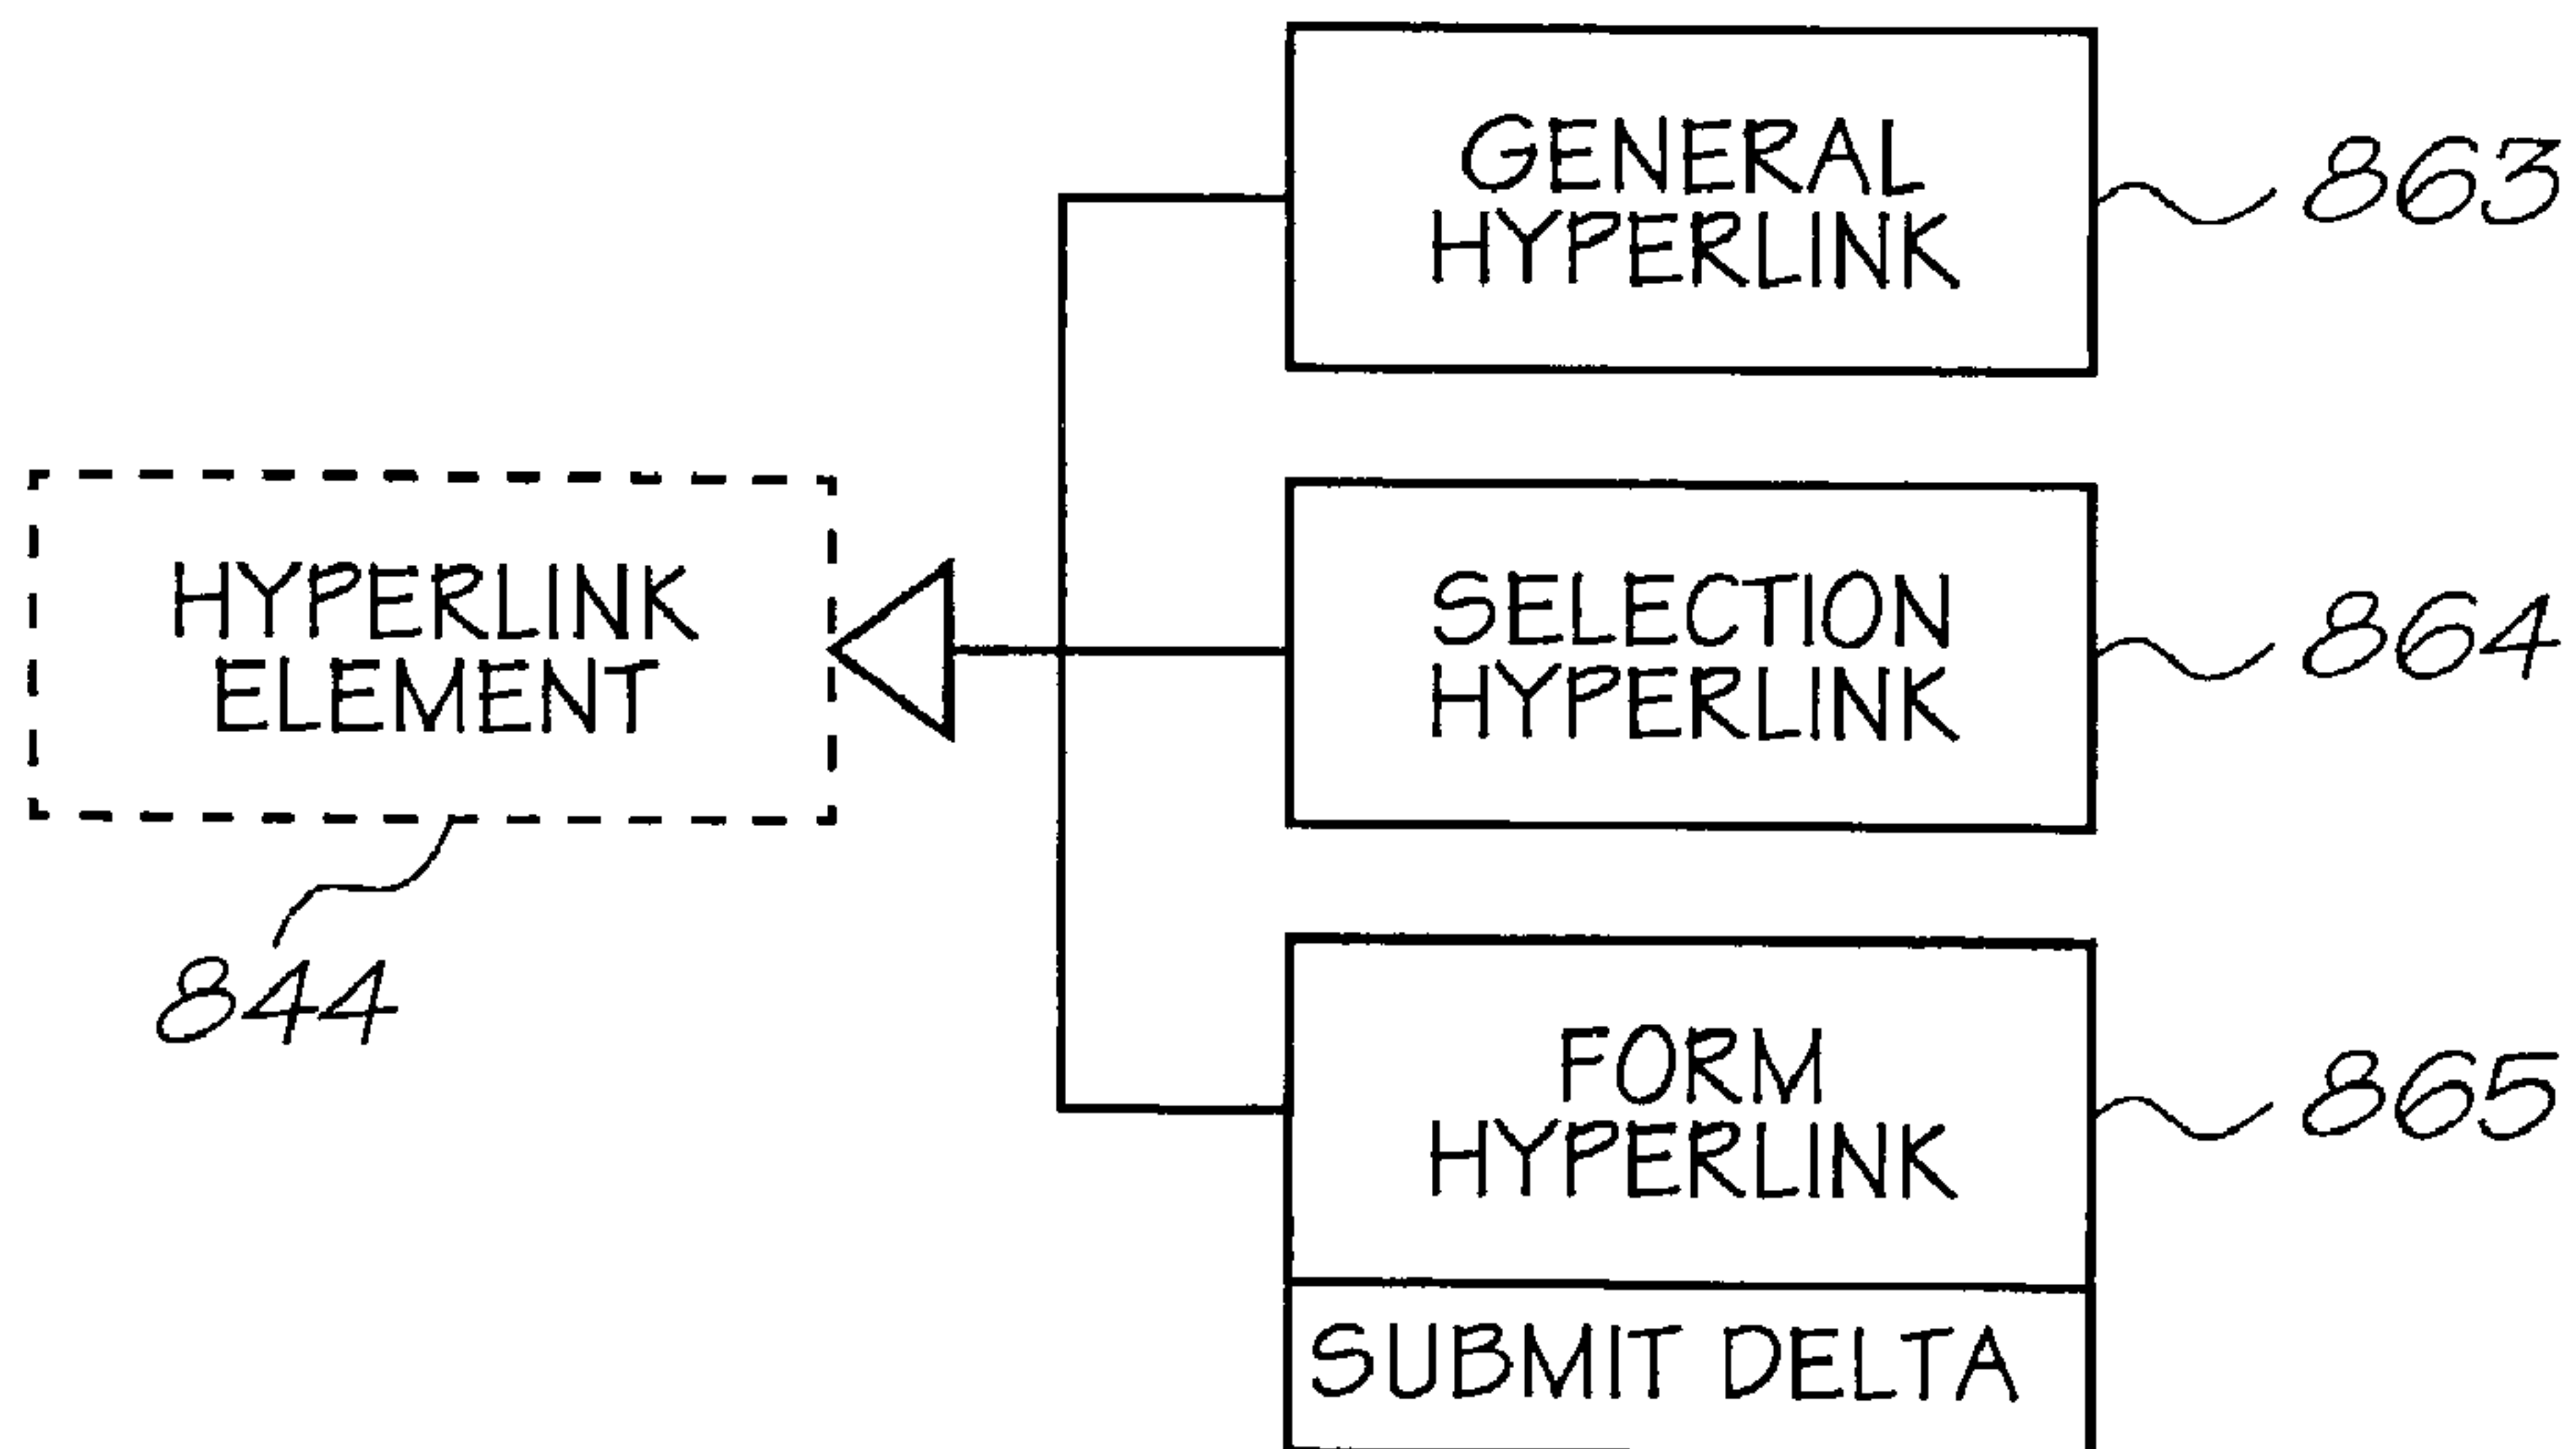 GENERAL
HYPERLINK
863
HYPERLINK
ELEMENT
844
SELECTION
HYPERLINK
864
FORM
HYPERLINK
865
SUBMIT DELTA